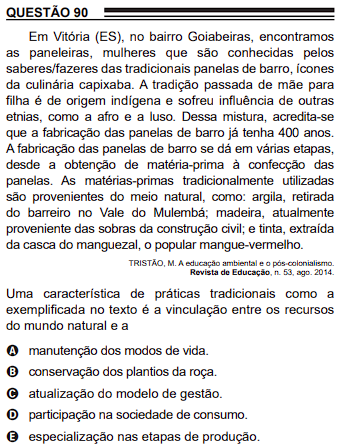 QUESTÃO 90
Em Vitória (ES), no bairro Goiabeiras, encontramos
as paneleiras, mulheres que são conhecidas pelos
saberes/fazeres das tradicionais panelas de barro, ícones
da culinária capixaba. A tradição passada de mãe para
filha é de origem indígena e sofreu influência de outras
etnias, como a afro e a luso. Dessa mistura, acredita-se
que a fabricação das panelas de barro já tenha 400 anos.
A fabricação das panelas de barro se dá em várias etapas,
desde a obtenção de matéria-prima à confecção das
panelas. As matérias-primas tradicionalmente utilizadas
são provenientes do meio natural, como: argila, retirada
do barreiro no Vale do Mulembá; madeira, atualmente
proveniente das sobras da construção civil; e tinta, extraída
da casca do manguezal, o popular mangue-vermelho.
TRISTÃO, M. A educação ambiental e o pós-colonialismo.
Revista de Educação, n. 53, ago. 2014.
Uma característica de práticas tradicionais como a
exemplificada no texto é a vinculação entre os recursos
do mundo natural e a
A manutenção dos modos de vida.
B conservação dos plantios da roça.
C atualização do modelo de gestão.
D participação na sociedade de consumo.
E especialização nas etapas de produção.